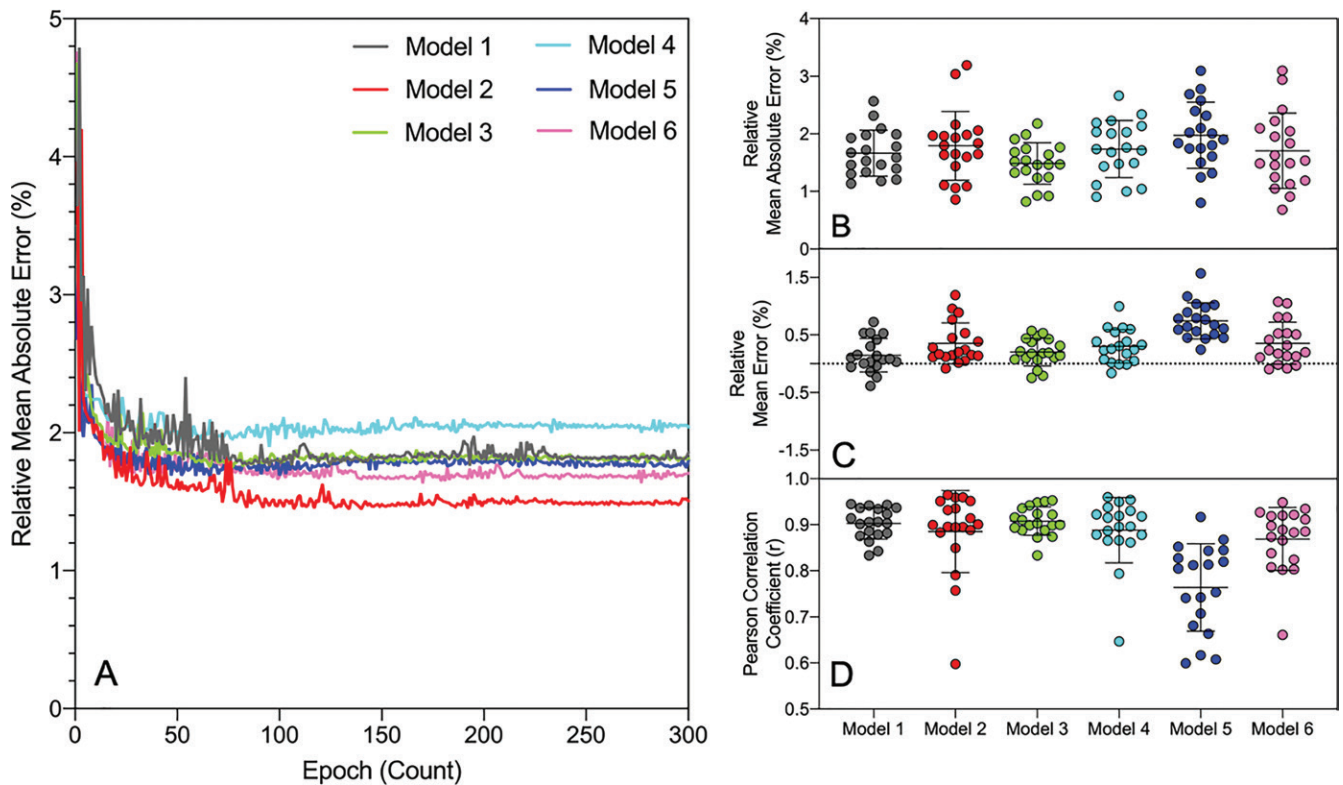 Relative Mean Absolute Error (%)
5
4
3
2
1
0
Model 1
Model 2
Model 3
Model 4
Model 5
Model 6
A
0
50
100
150
200
250
300
Epoch (Count)
Relative
Mean Absolute Error (%)
4
3
2
1
0
B
Relative
Mean Error (%)
1.5
0.5
-0.5
-1.5
C
Pearson Correlation
Coefficient (r)
1.0
0.9
0.8
0.7
0.6
0.5
D
Model 1
Model 2
Model 3
Model 4
Model 5
Model 6